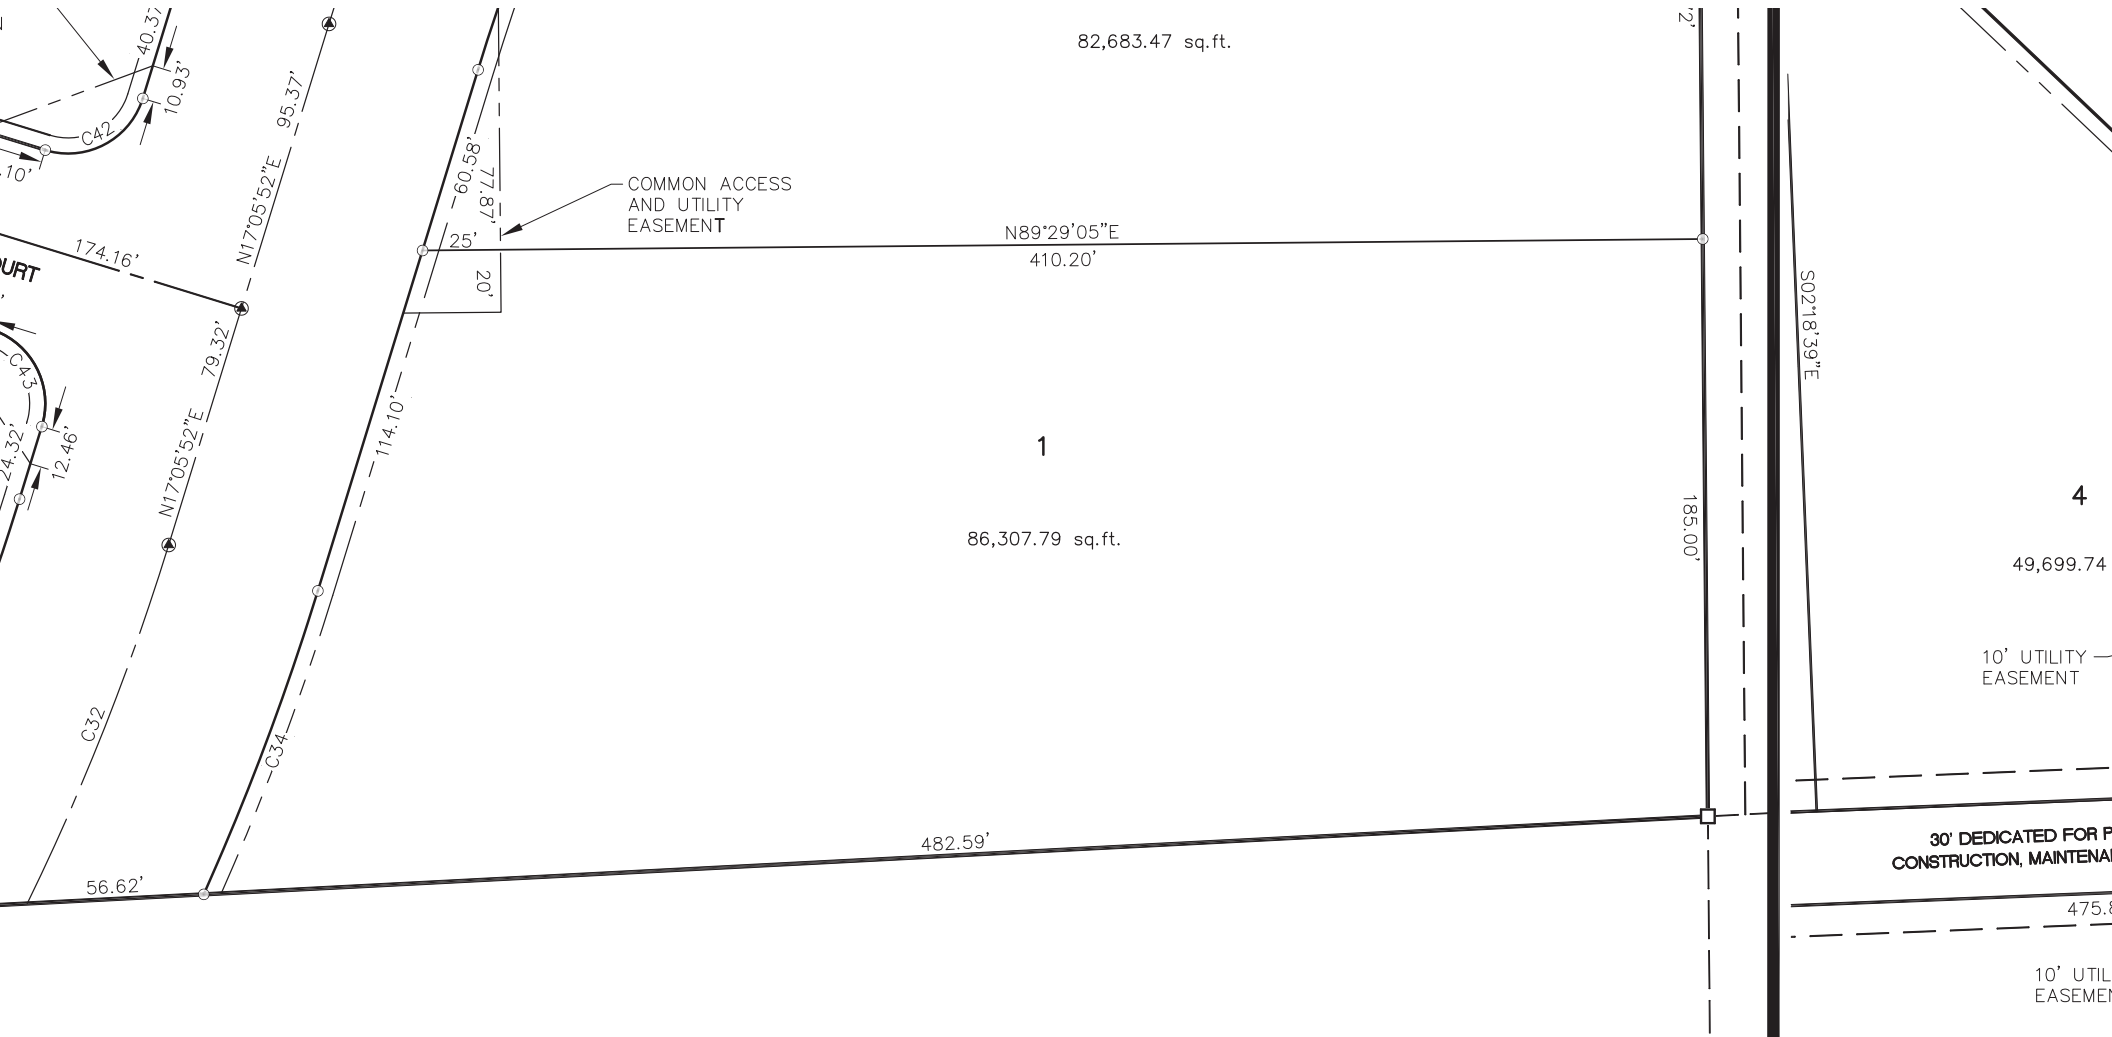 40.37
82,683.47 sq.ft.
2'
10.93'
C42
95.37'
N17°05'52"E
.10'
60.58'
77.87'
COMMON ACCESS
AND UTILITY
EASEMENT
174.16'
25'
N89°29'05"E
410.20'
URT
20'
S02°18'39"E
79.32'
C43
114.10'
N17°05'52"E
24.32'
12.46'
1
4
185.00'
86,307.79 sq.ft.
49,699.74
10' UTILITY
EASEMENT
C32
C34
482.59'
30' DEDICATED FOR P
CONSTRUCTION, MAINTENA
56.62'
475.8
10' UTIL
EASEMEN